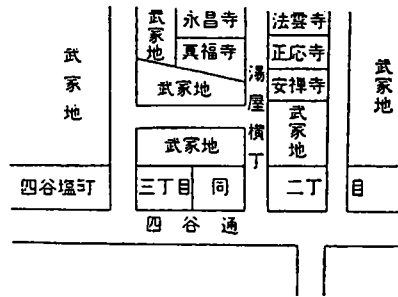 武家地
武家地
永昌寺
真福寺
武家地
湯屋横丁
法雲寺
正応寺
安禅寺
武家地
武家地
武家地
四谷塩町
三丁目
同
二丁
目
四谷通